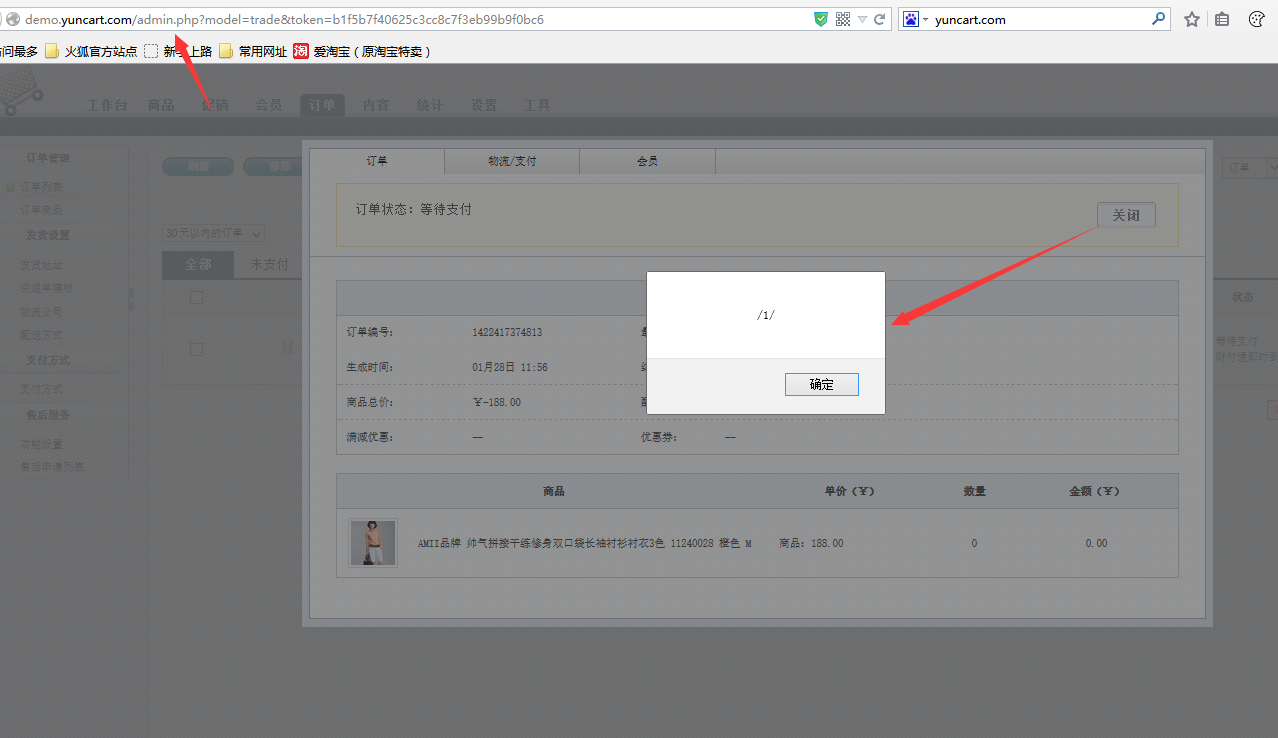 demo.yuncart.com/admin.php?model=trade&token=b1f5b7f40625c3cc8c7f3eb99b9f0bc6
yuncart.com
问最多 火狐官方站点 新手上路 常用网址 淘 爱淘宝（原淘宝特卖）
工作台 商品 促销 会员 订单 内容 统计 设置 工具
订单管理
订单列表
订单商品
发货设置
发货地址
快递单模版
物流公司
配送方式
支付方式
支付方式
售后服务
功能设置
售后申请列表
30天以内的订单
全部 未支付
订单
状态
等待支付
财付通即时到
订单 物流/支付 会员
订单状态：等待支付
关闭
/1/
确定
订单编号: 1422417374813
生成时间: 01月28日 11:56
商品总价: ￥-188.00
满减优惠: -- 优惠券: --
商品 单价（￥） 数量 金额（￥）
AMII品牌 帅气拼接干练修身双口袋长袖衬衫衬衣3色 11240028 橙色 M 商品: 188.00 0 0.00